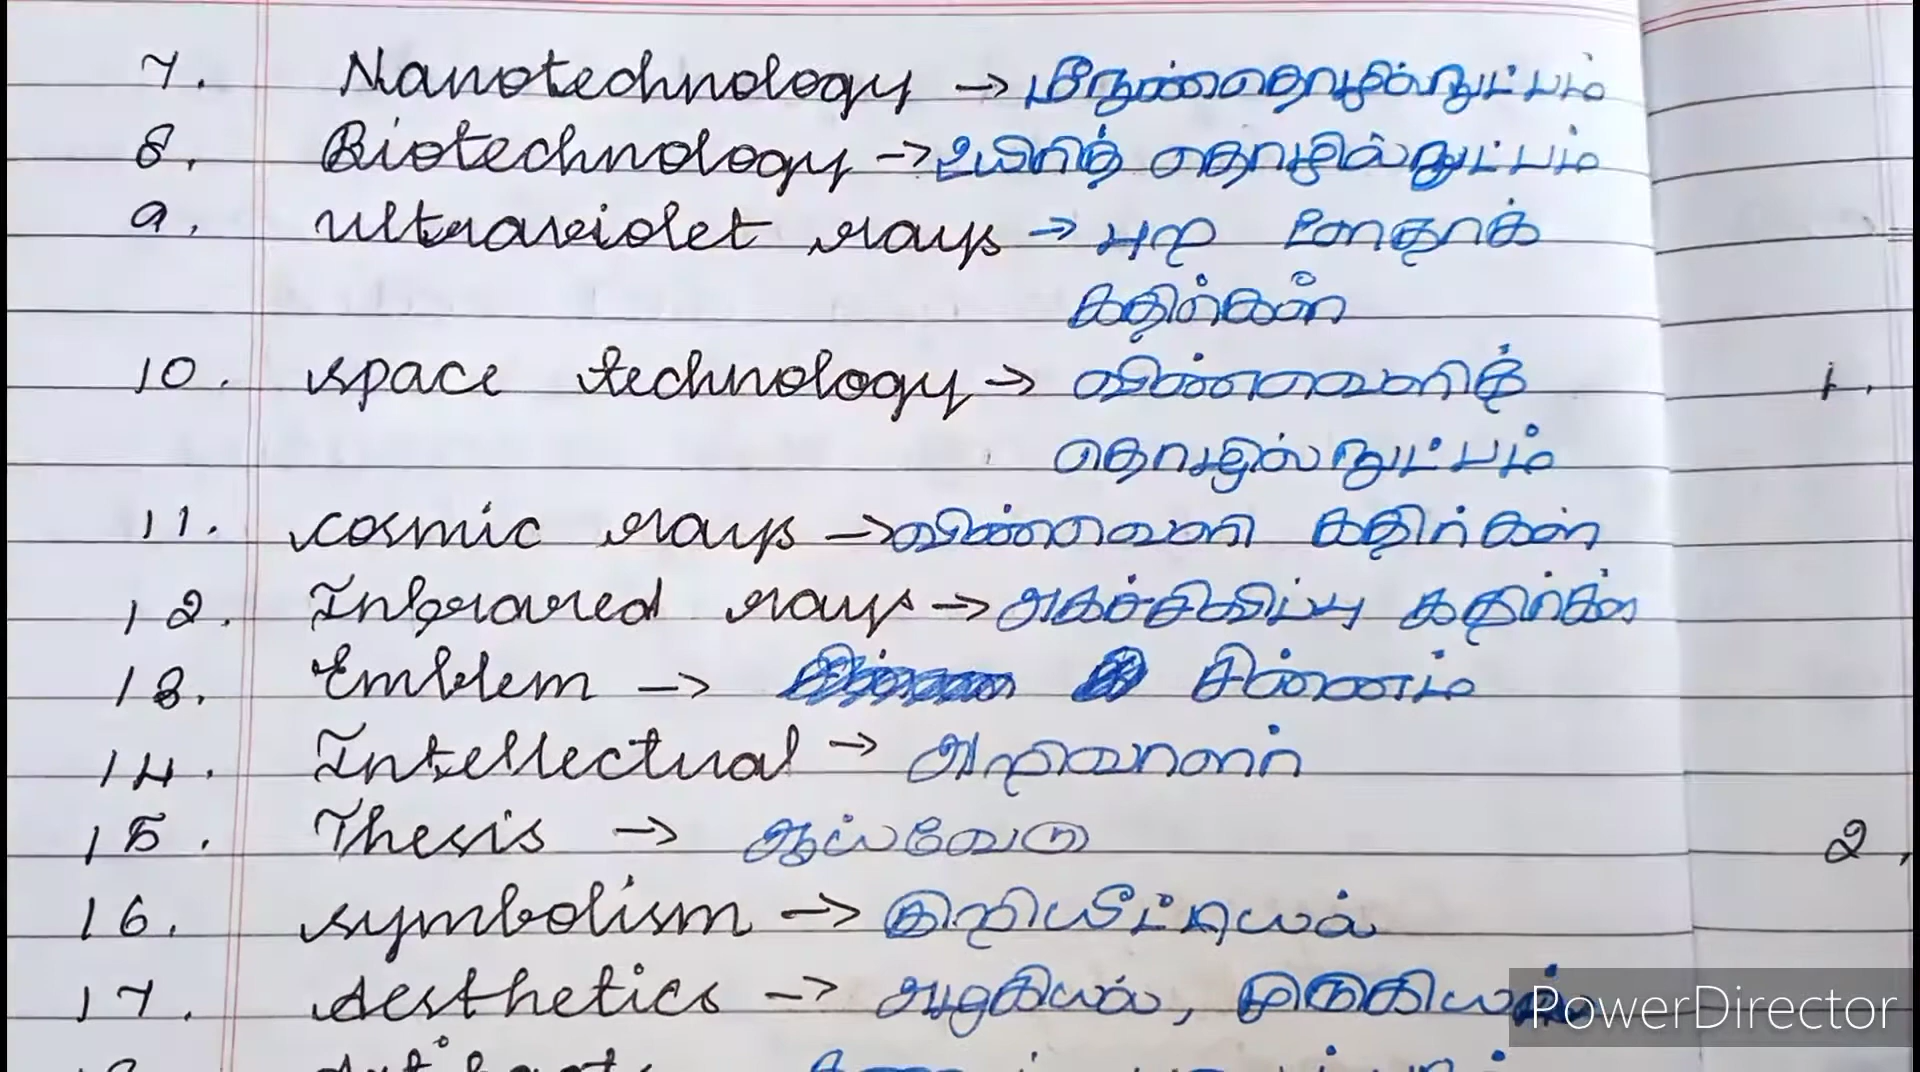 7. Nanotechnology → மீநுண்தொழில்நுட்பம்
8. Biotechnology → உயிரித் தொழில்நுட்பம்
9. Ultraviolet rays → புற ஊதாக்
கதிர்கள்
10. space technology → விண்வெளித்
தொழில்நுட்பம்
1.
11. cosmic rays → விண்வெளி கதிர்கள்
12. Infrared rays → அகச்சிவப்பு கதிர்கள்
13. Emblem → சின்னம்
14. Intellectual → அறிவாளர்
15. Thesis → ஆய்வேடு
2.
16. symbolism → குறியீட்டியல்
17. Aesthetics → அழகியல், முருகியல்
PowerDirector